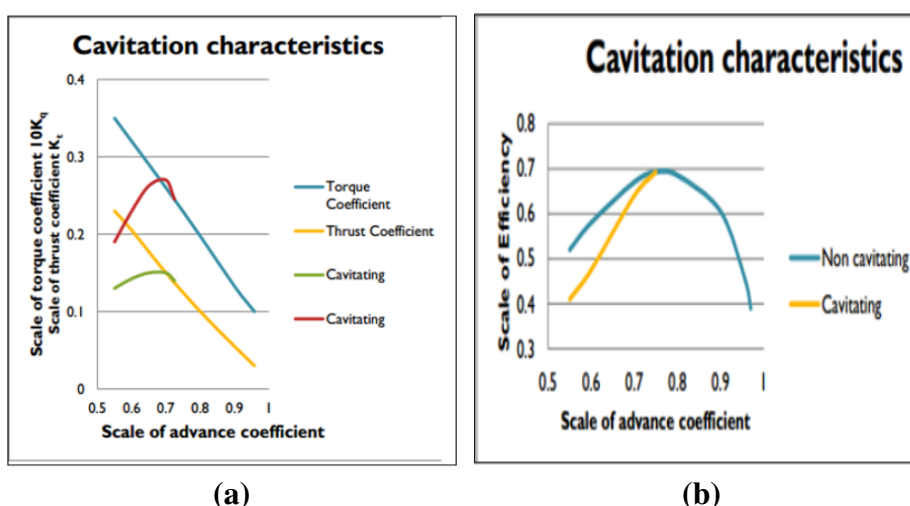 Cavitation characteristics
Scale of torque coefficient 10Kq
Scale of thrust coefficient Kt
0.4
0.3
0.2
0.1
0
0.5 0.6 0.7 0.8 0.9 1
Scale of advance coefficient
Torque
Coefficient
Thrust Coefficient
Cavitating
Cavitating
(a)
Cavitation characteristics
Scale of Efficiency
0.8
0.7
0.6
0.5
0.4
0.3
0.5 0.6 0.7 0.8 0.9 1
Scale of advance coefficient
Non cavitating
Cavitating
(b)